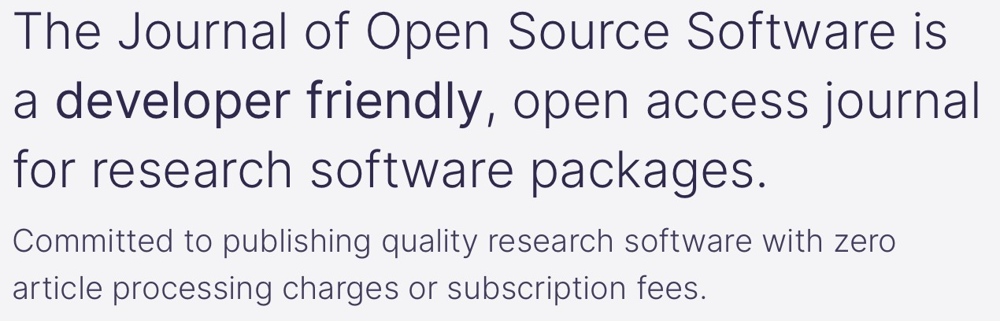 The Journal of Open Source Software is
a developer friendly, open access journal
for research software packages.
Committed to publishing quality research software with zero
article processing charges or subscription fees.